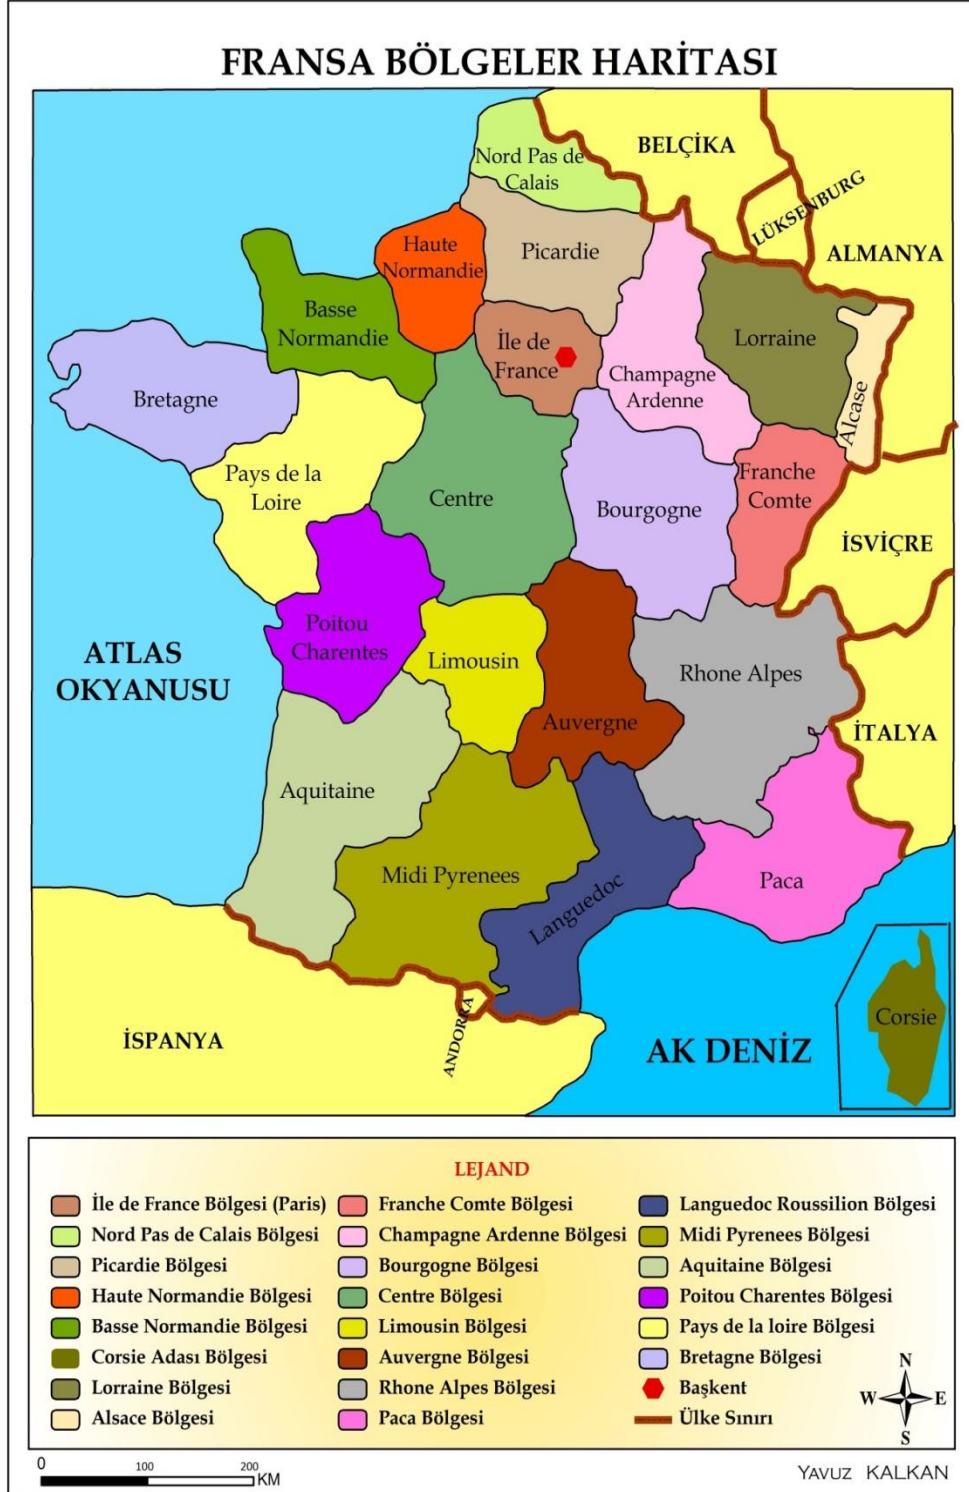 FRANSA BÖLGELER HARİTASI
Nord Pas de
Calais
BELÇİKA
LÜKSENBURG
ALMANYA
Haute
Normandie
Picardie
Basse
Normandie
İle de
France
Lorraine
Champagne
Ardenne
Alcase
Bretagne
Pays de la
Loire
Centre
Bourgogne
Franche
Comte
İSVİÇRE
ATLAS
OKYANUSU
Poitou
Charentes
Limousin
Auvergne
Rhone Alpes
İTALYA
Aquitaine
Midi Pyrenees
Languedoc
Paca
Corsie
İSPANYA
ANDORRA
AK DENİZ
LEJAND
İle de France Bölgesi (Paris)
Nord Pas de Calais Bölgesi
Picardie Bölgesi
Haute Normandie Bölgesi
Basse Normandie Bölgesi
Corsie Adası Bölgesi
Lorraine Bölgesi
Alsace Bölgesi
Franche Comte Bölgesi
Champagne Ardenne Bölgesi
Bourgogne Bölgesi
Centre Bölgesi
Limousin Bölgesi
Auvergne Bölgesi
Rhone Alpes Bölgesi
Paca Bölgesi
Languedoc Roussilion Bölgesi
Midi Pyrenees Bölgesi
Aquitaine Bölgesi
Poitou Charentes Bölgesi
Pays de la loire Bölgesi
Bretagne Bölgesi
Başkent
Ülke Sınırı
N
W E
S
0 100 200
KM
YAVUZ KALKAN